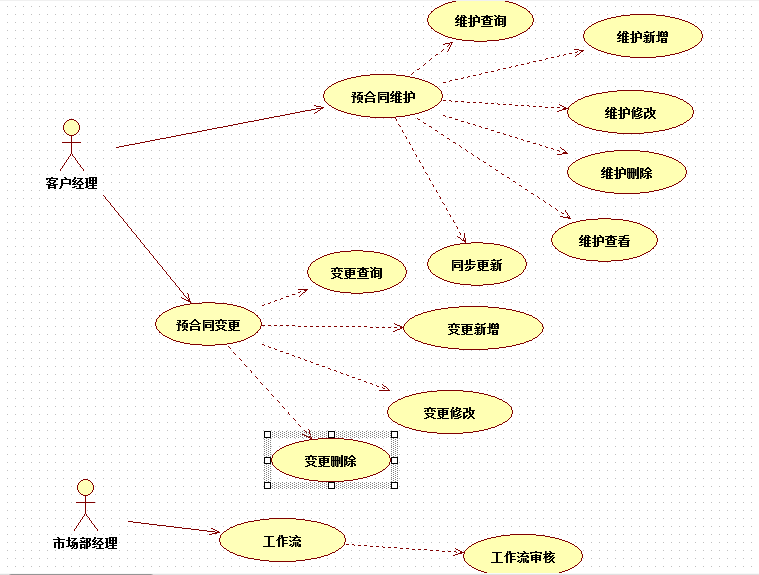 维护查询
维护新增
预合同维护
维护修改
客户经理
维护删除
维护查看
同步更新
变更查询
预合同变更
变更新增
变更修改
变更删除
市场部经理
工作流
工作流审核